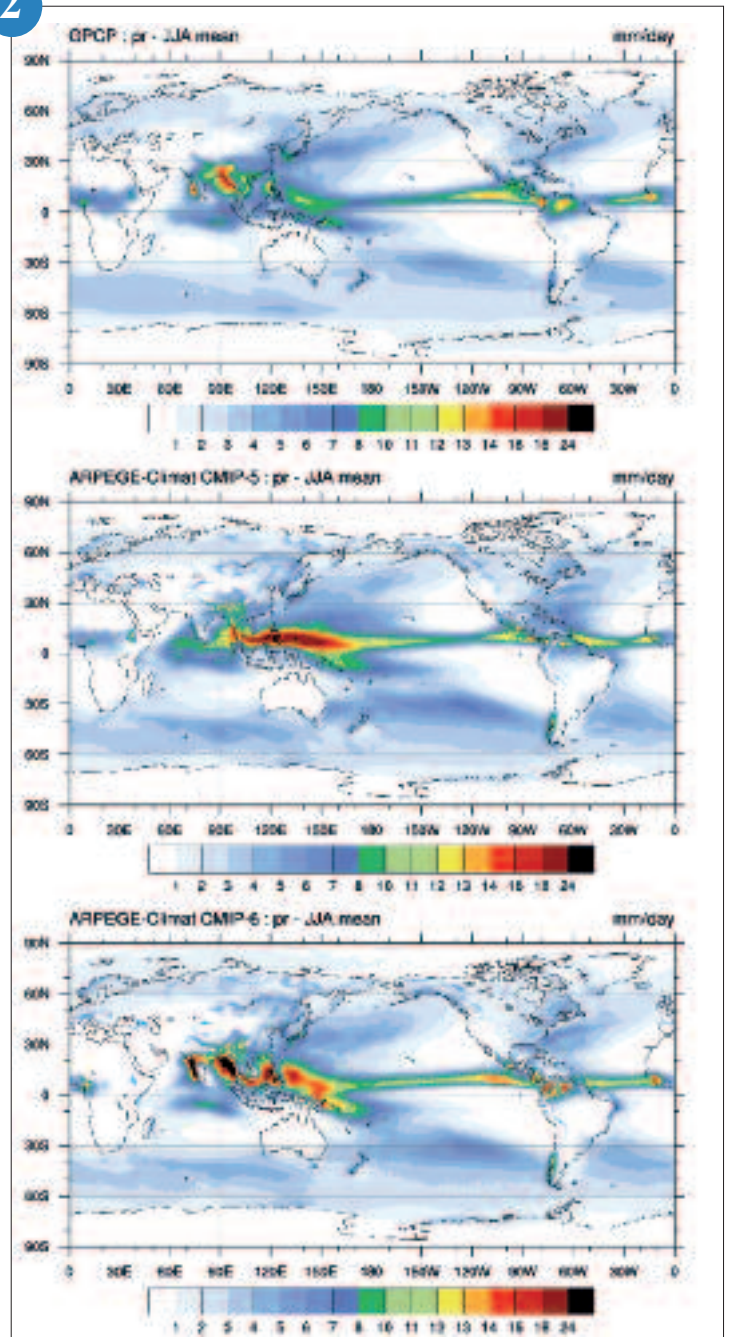 2
GPCP : pr - JJA mean mm/day
90N
60N
30N
0
30S
60S
90S
0 30E 60E 90E 120E 150E 180 150W 120W 90W 60W 30W 0
1 2 3 4 5 6 7 8 10 11 12 13 14 16 18 24
ARPEGE-Climat CMIP-5 : pr - JJA mean mm/day
90N
60N
30N
0
30S
60S
90S
0 30E 60E 90E 120E 150E 180 150W 120W 90W 60W 30W 0
1 2 3 4 5 6 7 8 10 11 12 13 14 16 18 24
ARPEGE-Climat CMIP-6 : pr - JJA mean mm/day
90N
60N
30N
0
30S
60S
90S
0 30E 60E 90E 120E 150E 180 150W 120W 90W 60W 30W 0
1 2 3 4 5 6 7 8 10 11 12 13 14 16 18 24